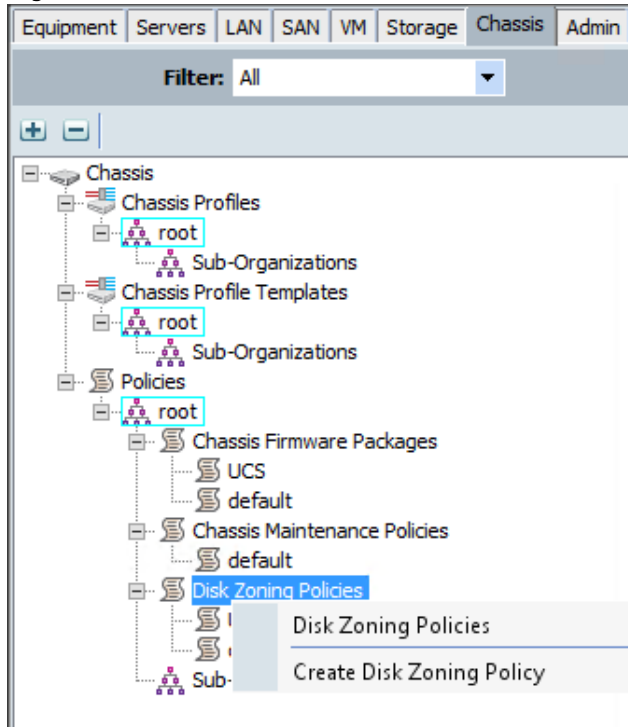 Equipment Servers LAN SAN VM Storage Chassis Admin
Filter: All
Chassis
Chassis Profiles
root
Sub-Organizations
Chassis Profile Templates
root
Sub-Organizations
Policies
root
Chassis Firmware Packages
UCS
default
Chassis Maintenance Policies
default
Disk Zoning Policies
Disk Zoning Policies
Create Disk Zoning Policy
Sub-